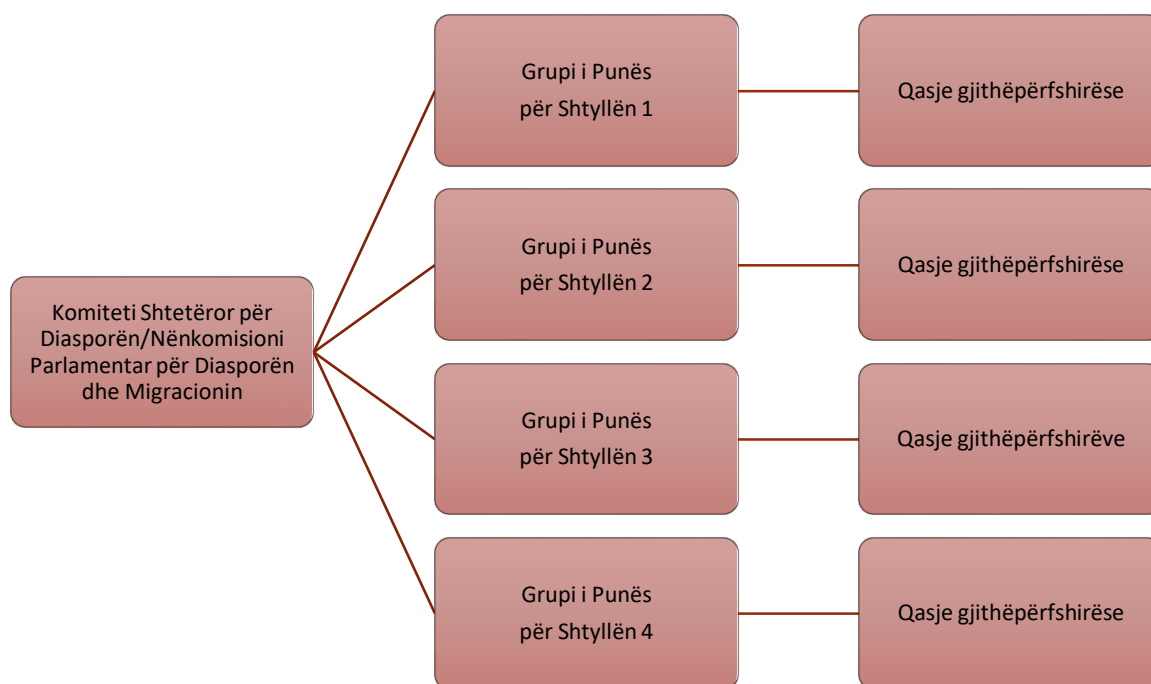 Grupi i Punës
për Shtyllën 1
Qasje gjithëpërfshirëse
Grupi i Punës
për Shtyllën 2
Qasje gjithëpërfshirëse
Komiteti Shtetëror për
Diasporën/Nënkomisioni
Parlamentar për Diasporën
dhe Migracionin
Grupi i Punës
për Shtyllën 3
Qasje gjithëpërfshirëve
Grupi i Punës
për Shtyllën 4
Qasje gjithëpërfshirëse